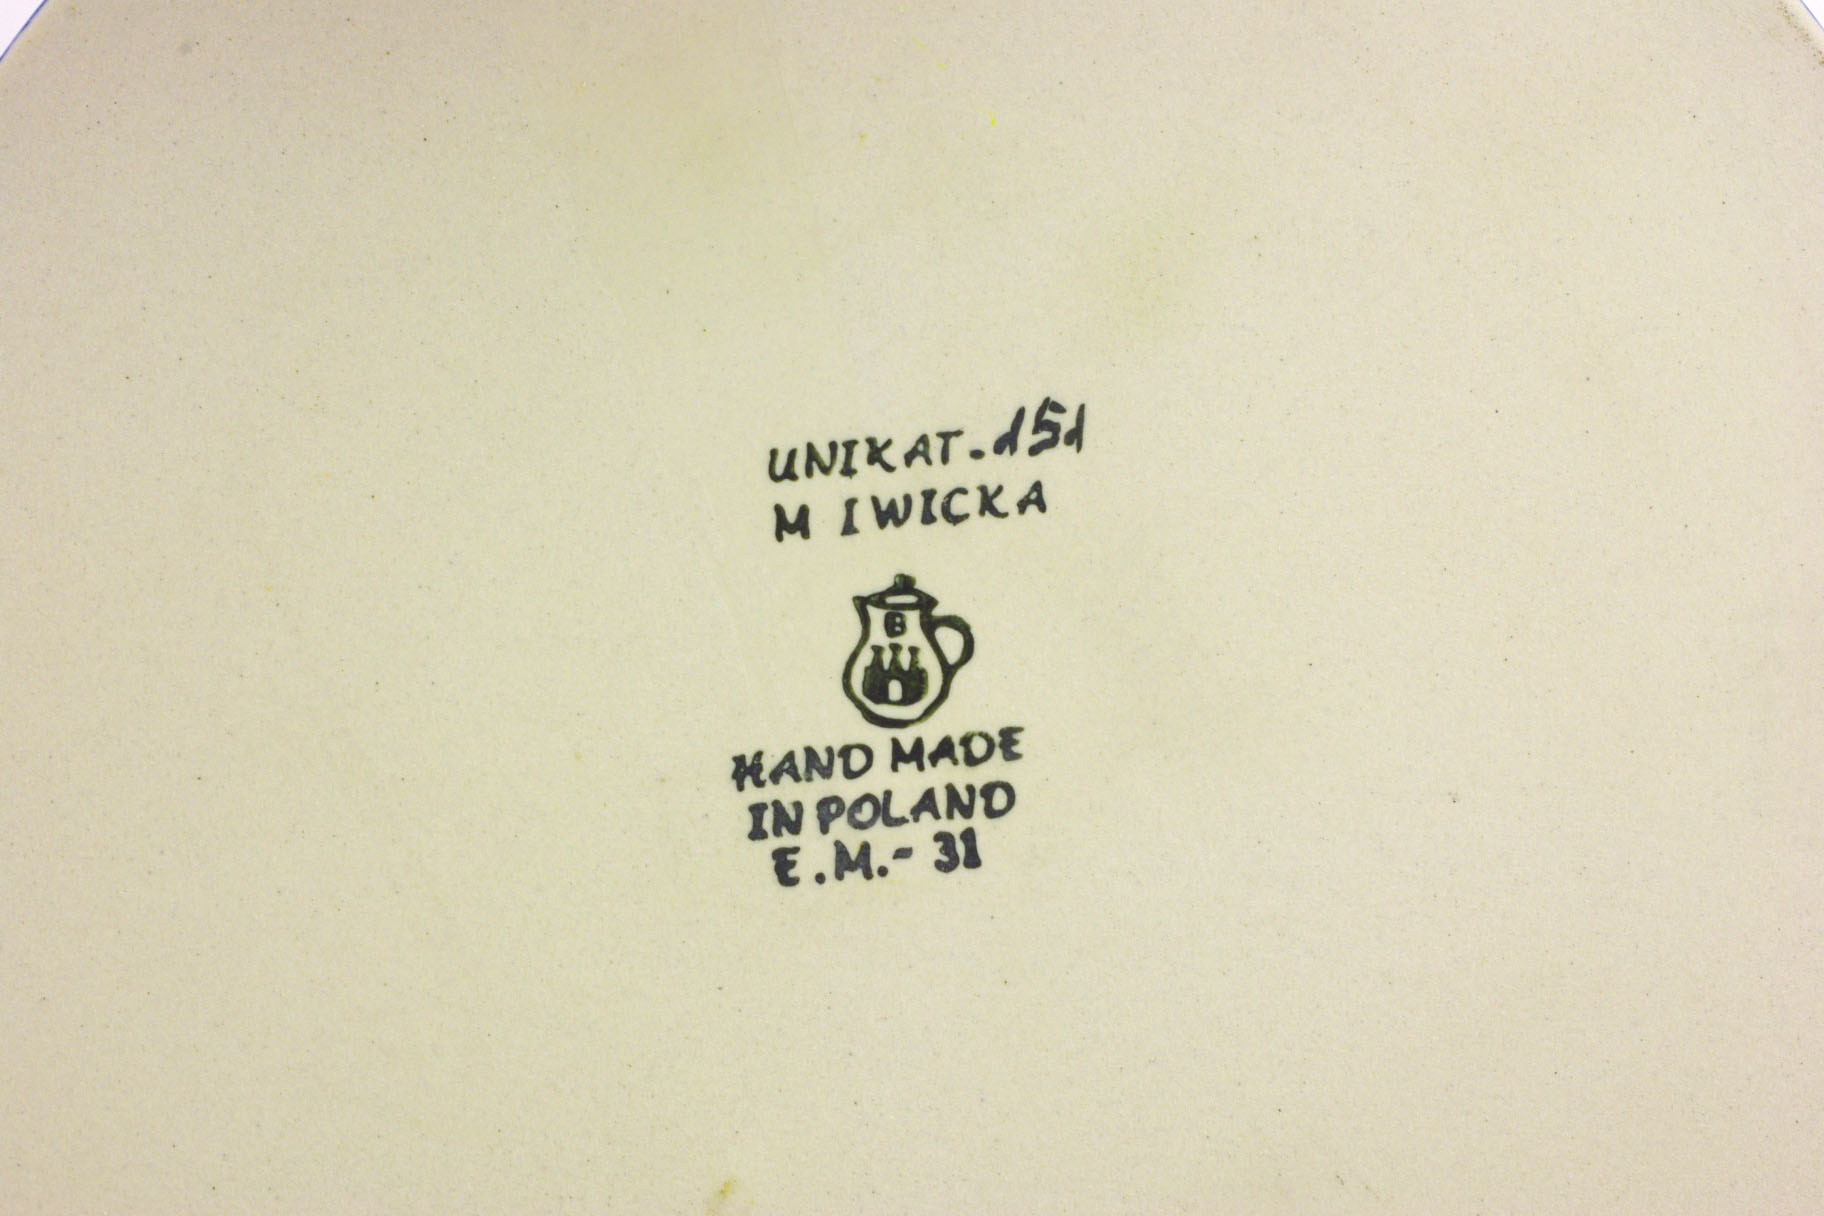 UNIKAT.151
M IWICKA
B
HAND MADE
IN POLAND
E.M.- 31